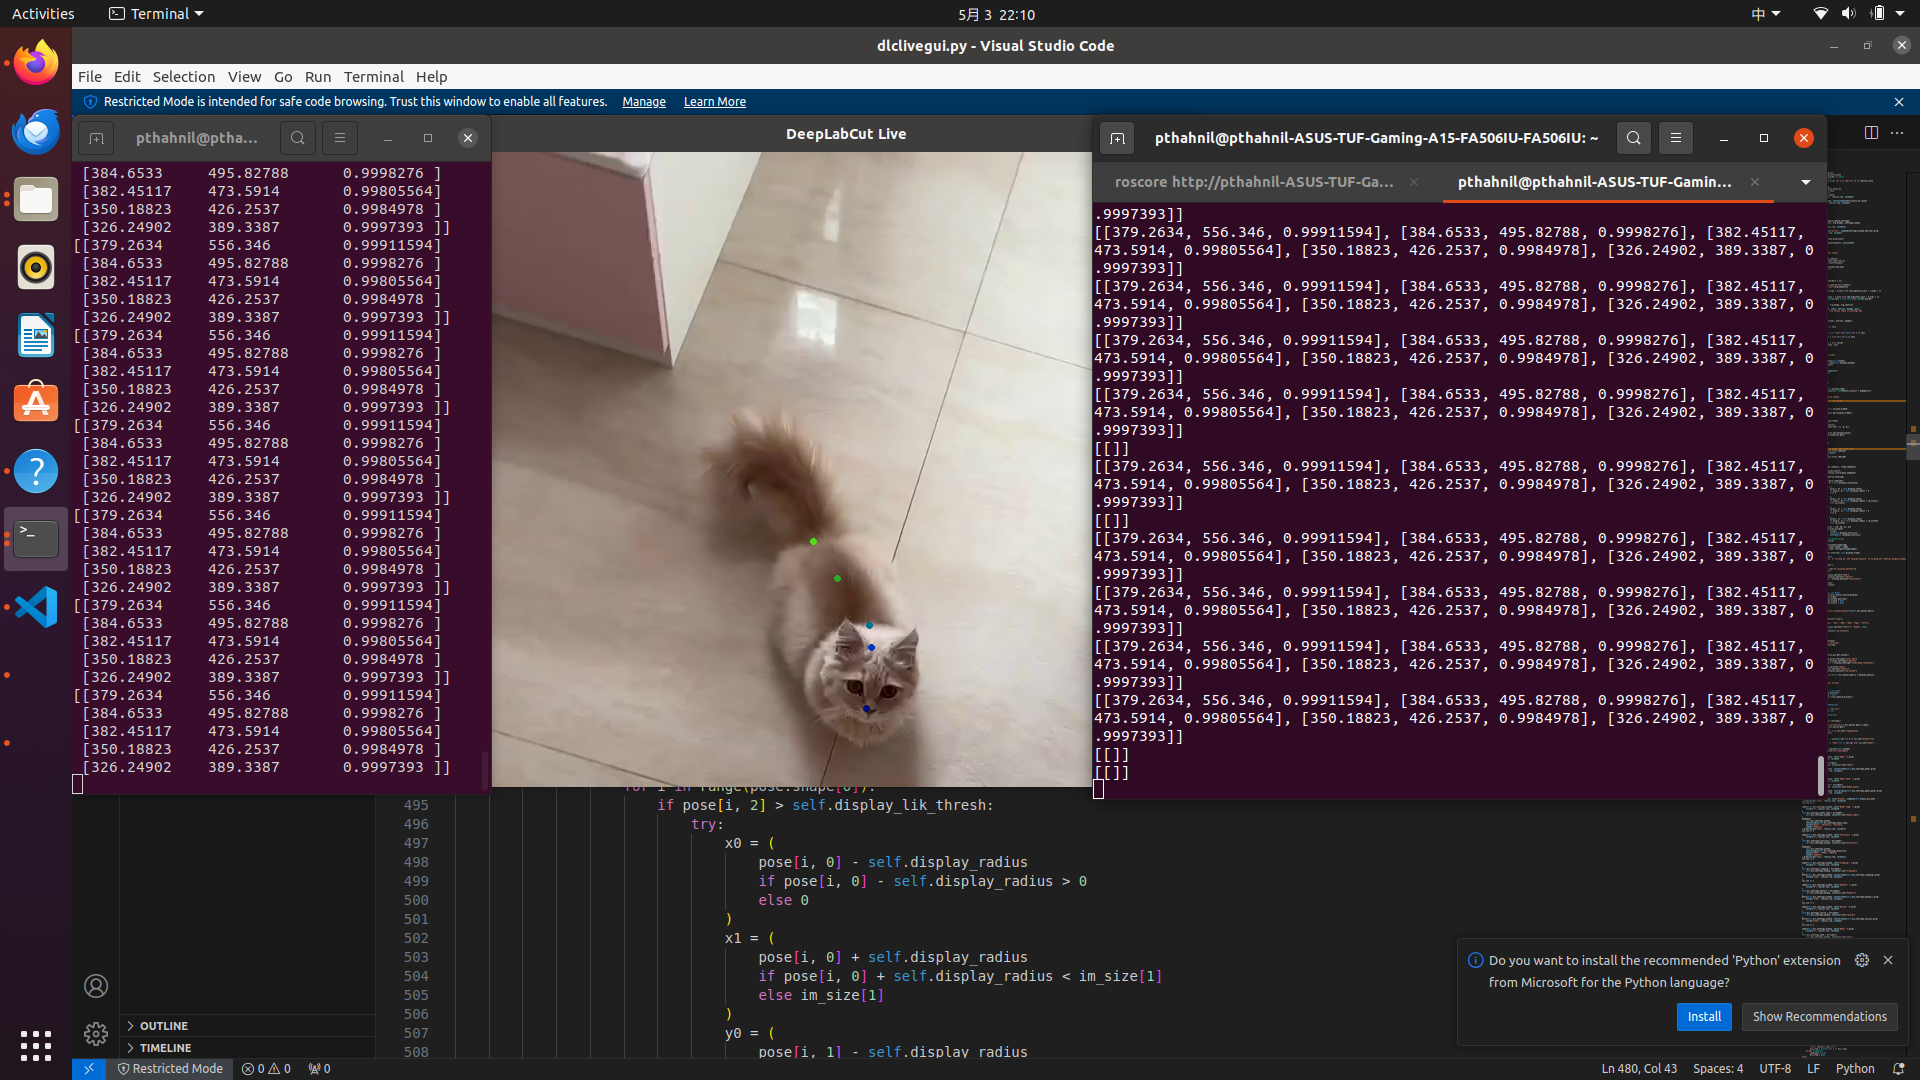 Activities
Terminal
5月 3 22:10
中
dlclivegui.py - Visual Studio Code
File Edit Selection View Go Run Terminal Help
Restricted Mode is intended for safe code browsing. Trust this window to enable all features. Manage Learn More
pthahnil@ptha...
[384.6533 495.82788 0.9998276 ]
[382.45117 473.5914 0.99805564]
[350.18823 426.2537 0.9984978 ]
[326.24902 389.3387 0.9997393 ]]
[[379.2634 556.346 0.99911594]
[384.6533 495.82788 0.9998276 ]
[382.45117 473.5914 0.99805564]
[350.18823 426.2537 0.9984978 ]
[326.24902 389.3387 0.9997393 ]]
[[379.2634 556.346 0.99911594]
[384.6533 495.82788 0.9998276 ]
[382.45117 473.5914 0.99805564]
[350.18823 426.2537 0.9984978 ]
[326.24902 389.3387 0.9997393 ]]
[[379.2634 556.346 0.99911594]
[384.6533 495.82788 0.9998276 ]
[382.45117 473.5914 0.99805564]
[350.18823 426.2537 0.9984978 ]
[326.24902 389.3387 0.9997393 ]]
[[379.2634 556.346 0.99911594]
[384.6533 495.82788 0.9998276 ]
[382.45117 473.5914 0.99805564]
[350.18823 426.2537 0.9984978 ]
[326.24902 389.3387 0.9997393 ]]
[[379.2634 556.346 0.99911594]
[384.6533 495.82788 0.9998276 ]
[382.45117 473.5914 0.99805564]
[350.18823 426.2537 0.9984978 ]
[326.24902 389.3387 0.9997393 ]]
[[379.2634 556.346 0.99911594]
[384.6533 495.82788 0.9998276 ]
[382.45117 473.5914 0.99805564]
[350.18823 426.2537 0.9984978 ]
[326.24902 389.3387 0.9997393 ]]
DeepLabCut Live
pthahnil@pthahnil-ASUS-TUF-Gaming-A15-FA506IU-FA506IU: ~
roscore http://pthahnil-ASUS-TUF-Ga...
pthahnil@pthahnil-ASUS-TUF-Gamin...
.9997393]]
[[379.2634, 556.346, 0.99911594], [384.6533, 495.82788, 0.9998276], [382.45117,
473.5914, 0.99805564], [350.18823, 426.2537, 0.9984978], [326.24902, 389.3387, 0
.9997393]]
[[379.2634, 556.346, 0.99911594], [384.6533, 495.82788, 0.9998276], [382.45117,
473.5914, 0.99805564], [350.18823, 426.2537, 0.9984978], [326.24902, 389.3387, 0
.9997393]]
[[379.2634, 556.346, 0.99911594], [384.6533, 495.82788, 0.9998276], [382.45117,
473.5914, 0.99805564], [350.18823, 426.2537, 0.9984978], [326.24902, 389.3387, 0
.9997393]]
[[379.2634, 556.346, 0.99911594], [384.6533, 495.82788, 0.9998276], [382.45117,
473.5914, 0.99805564], [350.18823, 426.2537, 0.9984978], [326.24902, 389.3387, 0
.9997393]]
[[]]
[[379.2634, 556.346, 0.99911594], [384.6533, 495.82788, 0.9998276], [382.45117,
473.5914, 0.99805564], [350.18823, 426.2537, 0.9984978], [326.24902, 389.3387, 0
.9997393]]
[[]]
[[379.2634, 556.346, 0.99911594], [384.6533, 495.82788, 0.9998276], [382.45117,
473.5914, 0.99805564], [350.18823, 426.2537, 0.9984978], [326.24902, 389.3387, 0
.9997393]]
[[379.2634, 556.346, 0.99911594], [384.6533, 495.82788, 0.9998276], [382.45117,
473.5914, 0.99805564], [350.18823, 426.2537, 0.9984978], [326.24902, 389.3387, 0
.9997393]]
[[379.2634, 556.346, 0.99911594], [384.6533, 495.82788, 0.9998276], [382.45117,
473.5914, 0.99805564], [350.18823, 426.2537, 0.9984978], [326.24902, 389.3387, 0
.9997393]]
[[379.2634, 556.346, 0.99911594], [384.6533, 495.82788, 0.9998276], [382.45117,
473.5914, 0.99805564], [350.18823, 426.2537, 0.9984978], [326.24902, 389.3387, 0
.9997393]]
[[]]
[[]]
for i in range(pose.shape[0]):
495 if pose[i, 2] > self.display_lik_thresh:
496 try:
497 x0 = (
498 pose[i, 0] - self.display_radius
499 if pose[i, 0] - self.display_radius > 0
500 else 0
501 )
502 x1 = (
503 pose[i, 0] + self.display_radius
504 if pose[i, 0] + self.display_radius < im_size[1]
505 else im_size[1]
506 )
507 y0 = (
508 pose[i, 1] - self.display_radius
OUTLINE
TIMELINE
Do you want to install the recommended 'Python' extension
from Microsoft for the Python language?
Install
Show Recommendations
Restricted Mode 0 0 0
Ln 480, Col 43 Spaces: 4 UTF-8 LF Python